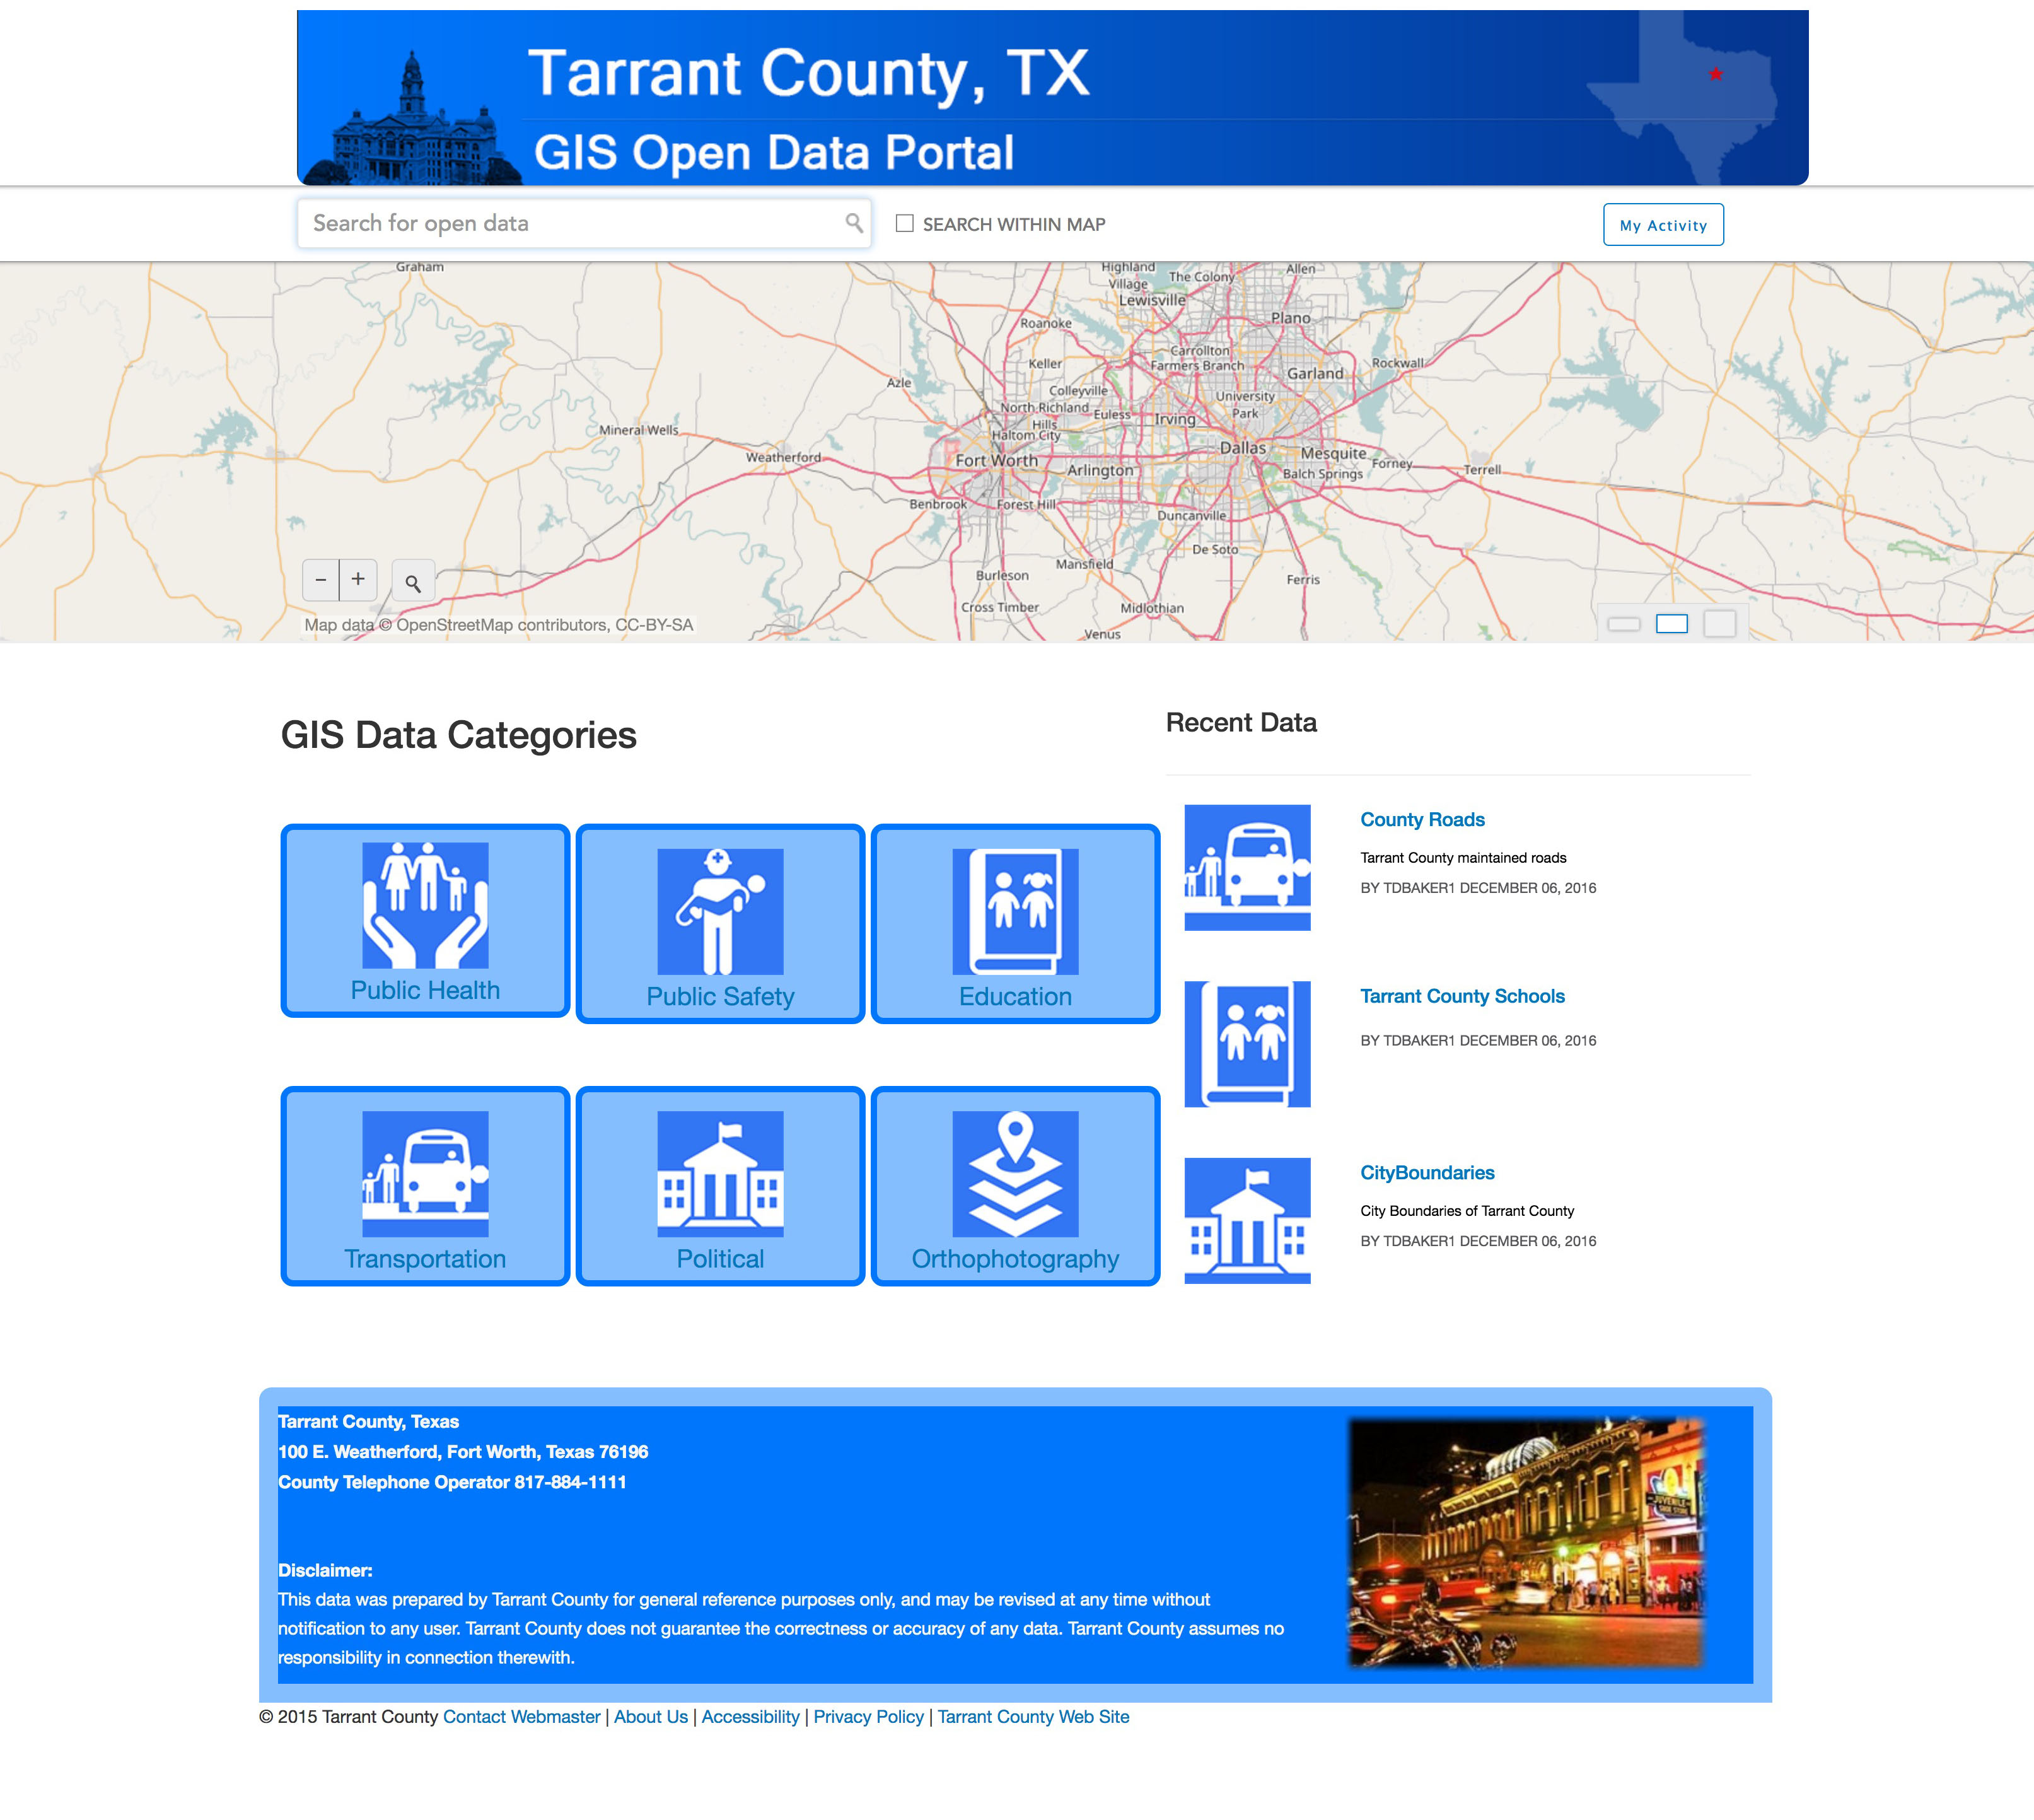 Tarrant County, TX
GIS Open Data Portal
Search for open data
SEARCH WITHIN MAP
My Activity
Graham
Highland
Village
The Colony
Allen
Lewisville
Roanoke
Plano
Keller
Carrollton
Farmers Branch
Rockwall
Garland
Azle
Colleyville
University
Park
North Richland
Hills
Euless
Irving
Haltom City
Mineral Wells
Weatherford
Fort Worth
Arlington
Dallas
Mesquite
Balch Springs
Forney
Terrell
Benbrook
Forest Hill
Duncanville
De Soto
Mansfield
Burleson
Ferris
Cross Timber
Midlothian
Venus
− +
Map data © OpenStreetMap contributors, CC-BY-SA
GIS Data Categories
Public Health
Public Safety
Education
Transportation
Political
Orthophotography
Recent Data
County Roads
Tarrant County maintained roads
BY TDBAKER1 DECEMBER 06, 2016
Tarrant County Schools
BY TDBAKER1 DECEMBER 06, 2016
CityBoundaries
City Boundaries of Tarrant County
BY TDBAKER1 DECEMBER 06, 2016
Tarrant County, Texas
100 E. Weatherford, Fort Worth, Texas 76196
County Telephone Operator 817-884-1111
Disclaimer:
This data was prepared by Tarrant County for general reference purposes only, and may be revised at any time without
notification to any user. Tarrant County does not guarantee the correctness or accuracy of any data. Tarrant County assumes no
responsibility in connection therewith.
JUVENILE
SHOE STORE
© 2015 Tarrant County Contact Webmaster | About Us | Accessibility | Privacy Policy | Tarrant County Web Site